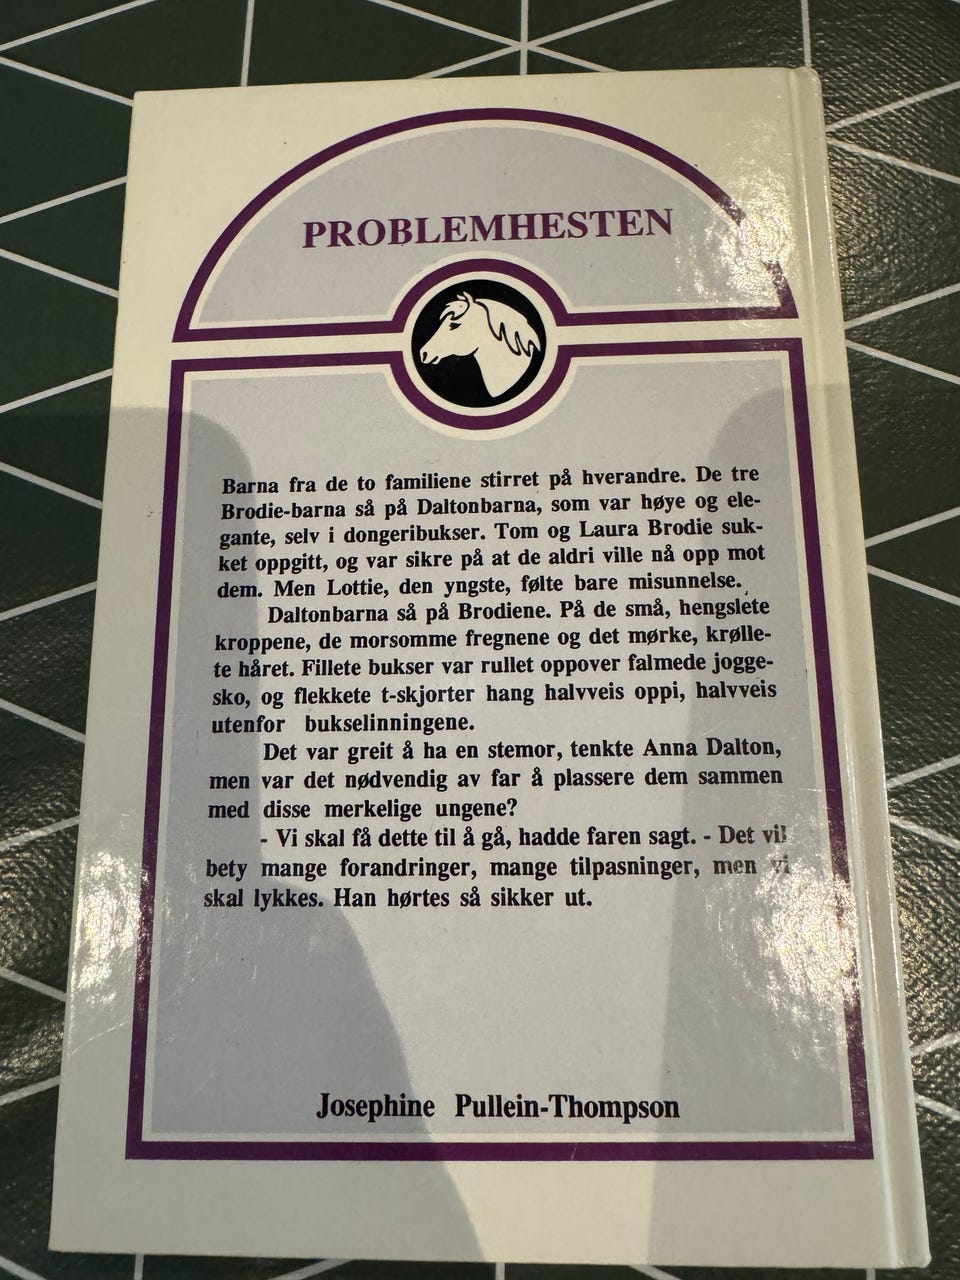 PROBLEMHESTEN
Barna fra de to familiene stirret på hverandre. De tre
Brodie-barna så på Daltonbarna, som var høye og ele-
gante, selv i dongeribukser. Tom og Laura Brodie suk-
ket oppgitt, og var sikre på at de aldri ville nå opp mot
dem. Men Lottie, den yngste, følte bare misunnelse.
Daltonbarna så på Brodiene. På de små, hengslete
kroppene, de morsomme fregnene og det mørke, krølle-
te håret. Fillete bukser var rullet oppover falmede jogge-
sko, og flekkete t-skjorter hang halvveis oppi, halvveis
utenfor bukselinningene.
Det var greit å ha en stemor, tenkte Anna Dalton,
men var det nødvendig av far å plassere dem sammen
med disse merkelige ungene?
- Vi skal få dette til å gå, hadde faren sagt. - Det vil
bety mange forandringer, mange tilpasninger, men vi
skal lykkes. Han hørtes så sikker ut.
Josephine Pullein-Thompson